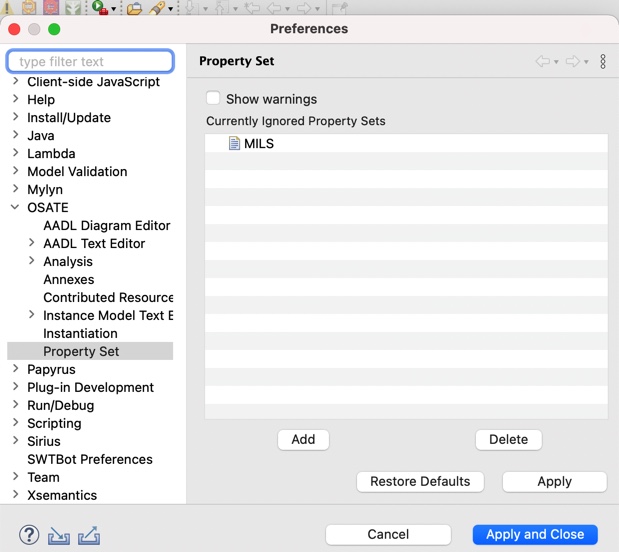 Preferences
type filter text
Client-side JavaScript
Help
Install/Update
Java
Lambda
Model Validation
Mylyn
OSATE
AADL Diagram Editor
AADL Text Editor
Analysis
Annexes
Contributed Resource
Instance Model Text E
Instantiation
Property Set
Papyrus
Plug-in Development
Run/Debug
Scripting
Sirius
SWTBot Preferences
Team
Xsemantics
Property Set
Show warnings
Currently Ignored Property Sets
MILS
Add
Delete
Restore Defaults
Apply
?
Cancel
Apply and Close